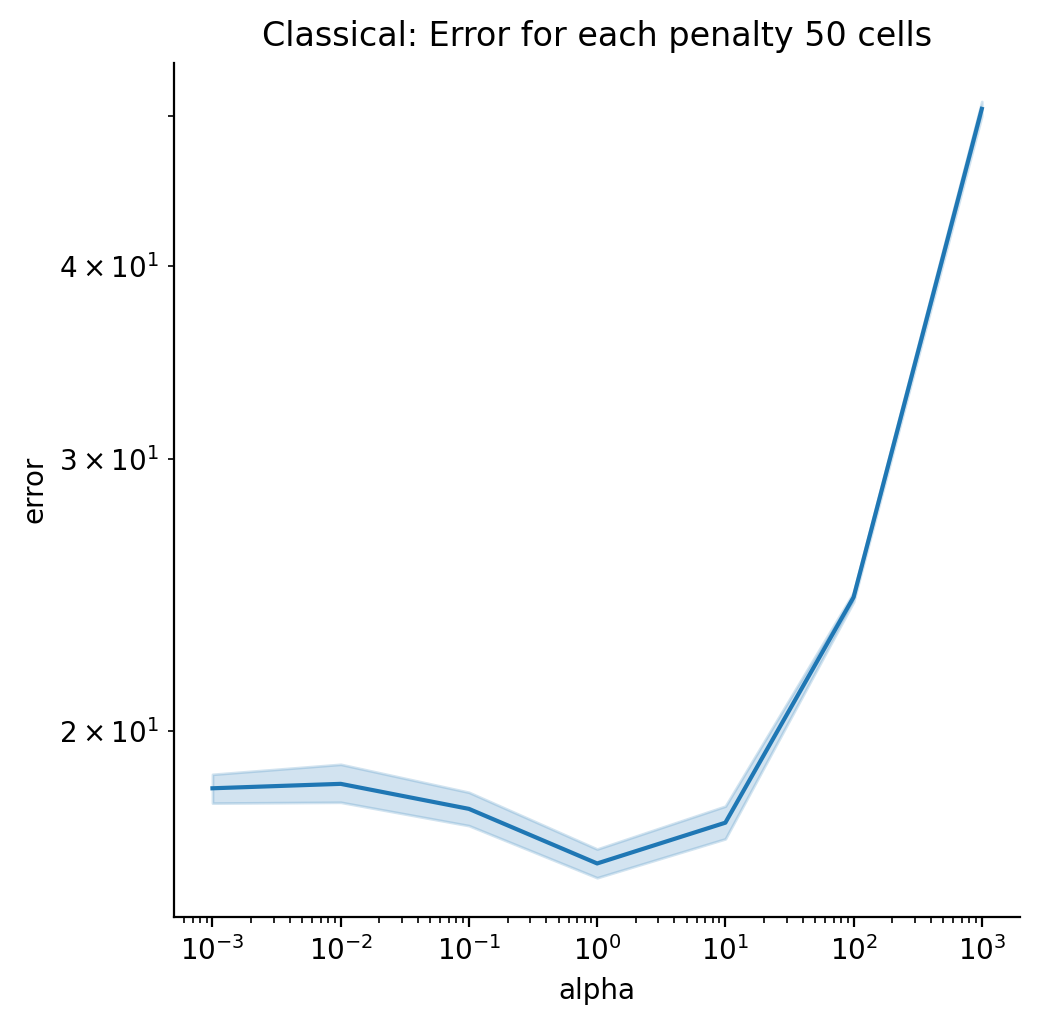 Classical: Error for each penalty 50 cells
error
4 × 10¹
3 × 10¹
2 × 10¹
10⁻³ 10⁻² 10⁻¹ 10⁰ 10¹ 10² 10³
alpha